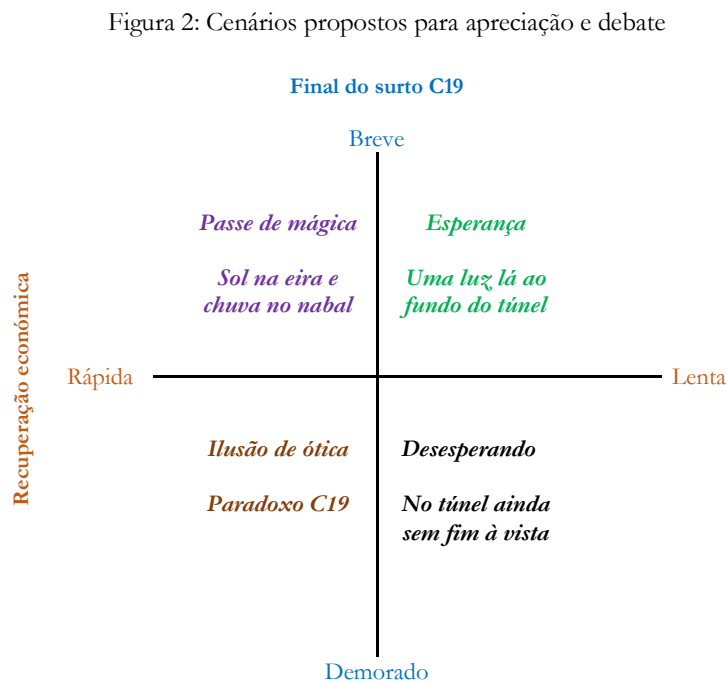 Figura 2: Cenários propostos para apreciação e debate
Final do surto C19
Breve
Passe de mágica
Esperança
Sol na eira e
chuva no nabal
Uma luz lá ao
fundo do túnel
Recuperação económica
Rápida
Lenta
Ilusão de ótica
Desesperando
Paradoxo C19
No túnel ainda
sem fim à vista
Demorado